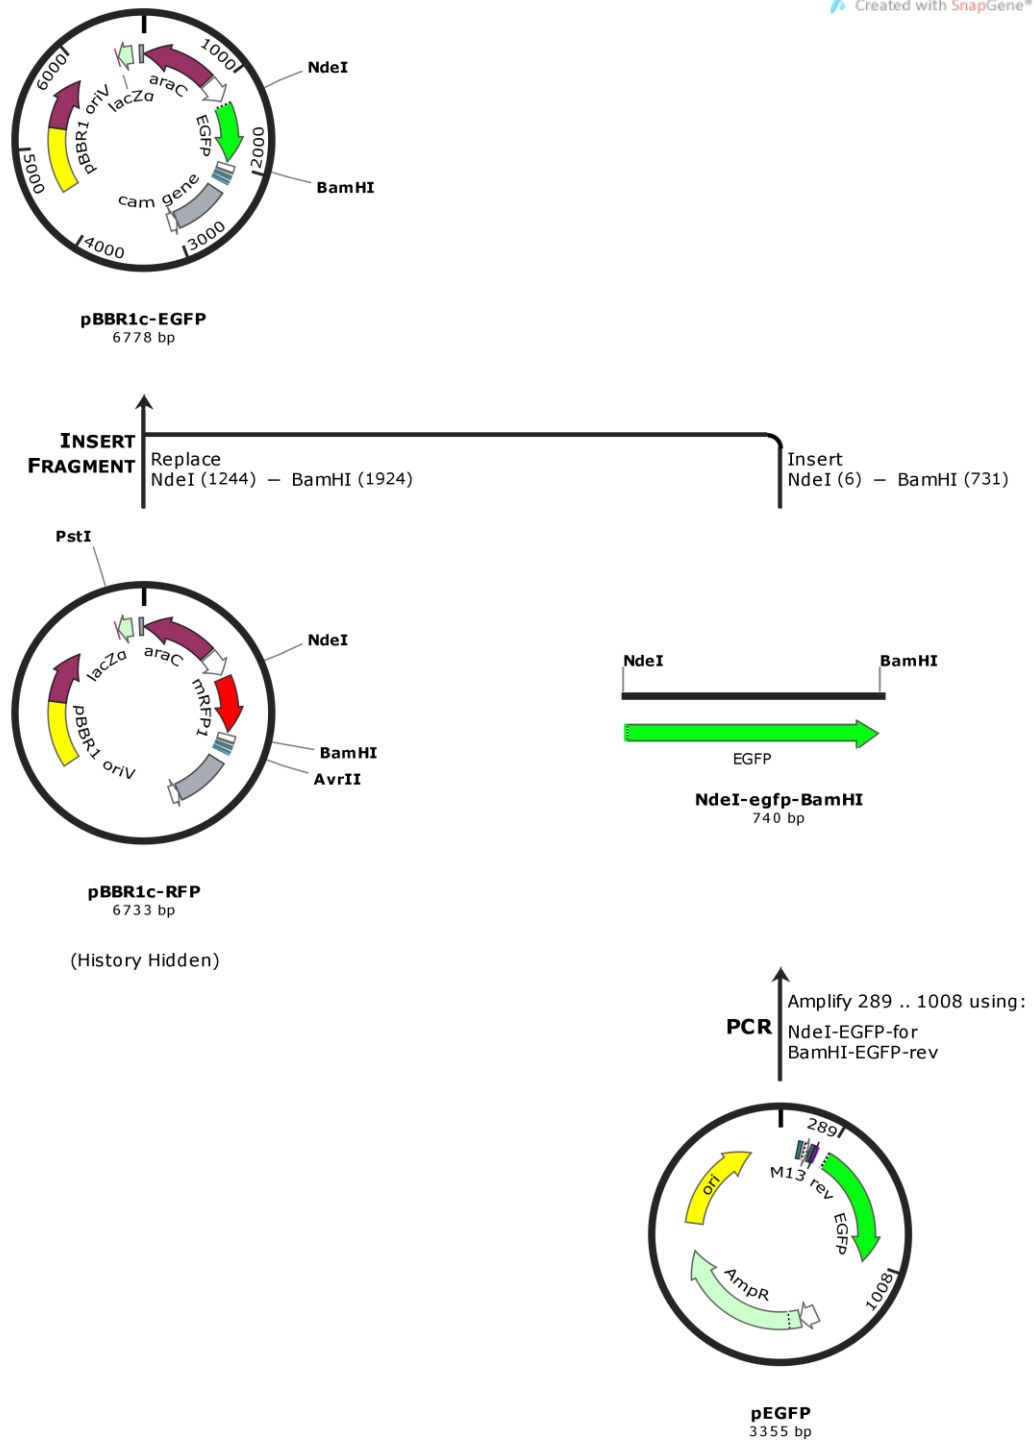 Created with SnapGene®
1000
2000
3000
4000
5000
6000
lacZα
araC
EGFP
cam gene
pBBR1 oriV
NdeI
BamHI
pBBR1c-EGFP
6778 bp
INSERT
FRAGMENT
Replace
NdeI (1244) – BamHI (1924)
Insert
NdeI (6) – BamHI (731)
PstI
NdeI
lacZα
araC
mRFP1
pBBR1 oriV
BamHI
AvrII
pBBR1c-RFP
6733 bp
(History Hidden)
NdeI
BamHI
EGFP
NdeI-egfp-BamHI
740 bp
PCR
Amplify 289 .. 1008 using:
NdeI-EGFP-for
BamHI-EGFP-rev
289
M13 rev
ori
EGFP
AmpR
1008
pEGFP
3355 bp